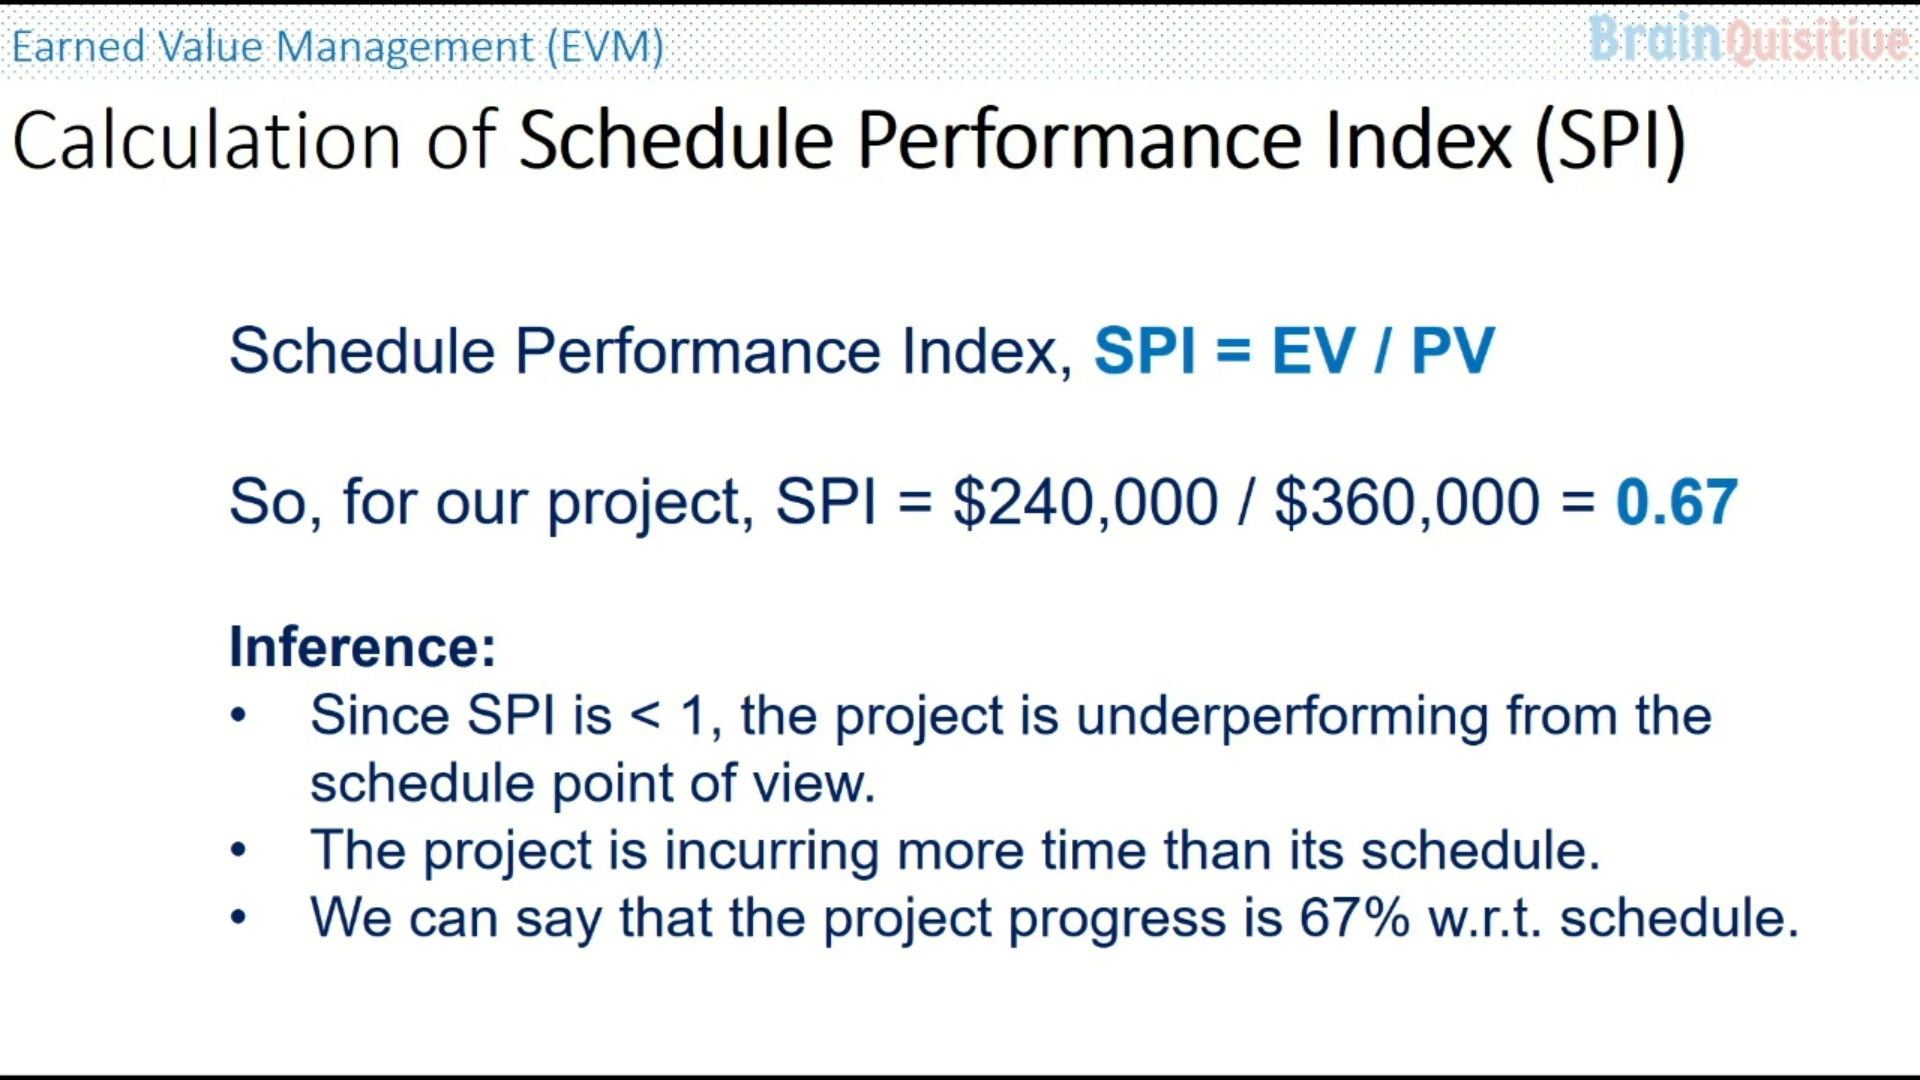 Earned Value Management (EVM)
BrainQuisitive
Calculation of Schedule Performance Index (SPI)
Schedule Performance Index, SPI = EV / PV
So, for our project, SPI = $240,000 / $360,000 = 0.67
Inference:
• Since SPI is < 1, the project is underperforming from the
schedule point of view.
• The project is incurring more time than its schedule.
• We can say that the project progress is 67% w.r.t. schedule.